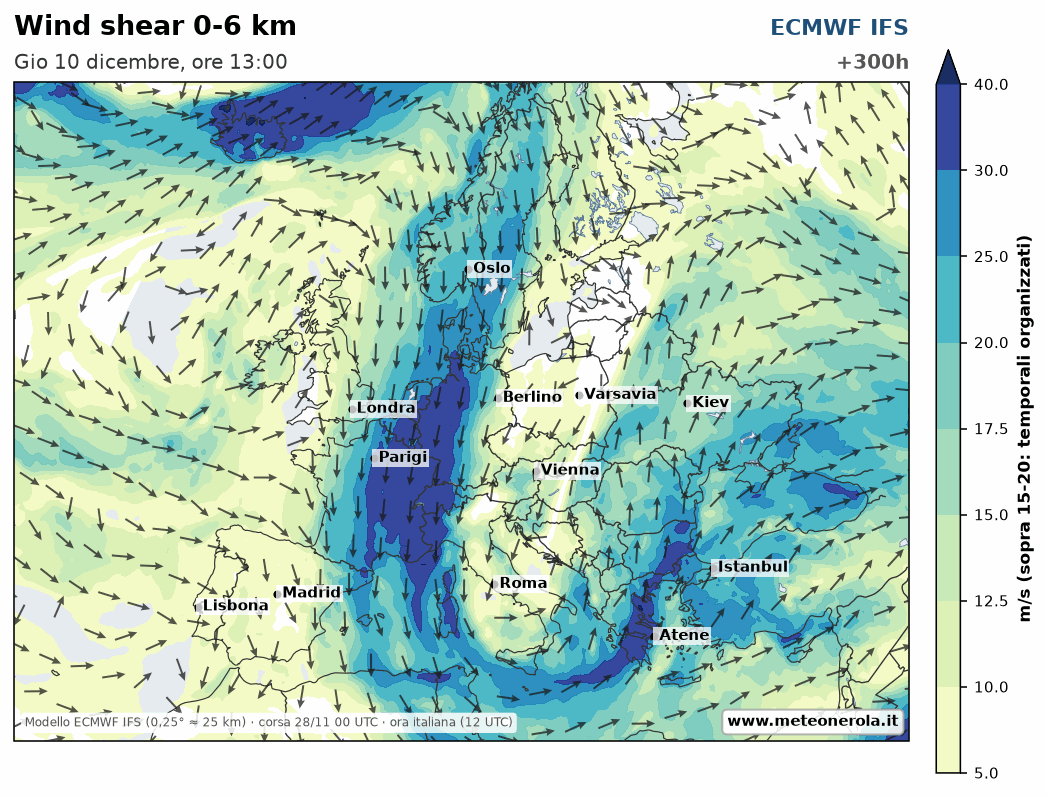 Wind shear 0-6 km
ECMWF IFS
Gio 10 dicembre, ore 13:00
+300h
Oslo
Londra
Berlino
Varsavia
Kiev
Parigi
Vienna
Madrid
Lisbona
Roma
Istanbul
Atene
Modello ECMWF IFS (0,25° ≈ 25 km) · corsa 28/11 00 UTC · ora italiana (12 UTC)
www.meteonerola.it
40.0
30.0
25.0
20.0
17.5
15.0
12.5
10.0
5.0
m/s (sopra 15-20: temporali organizzati)